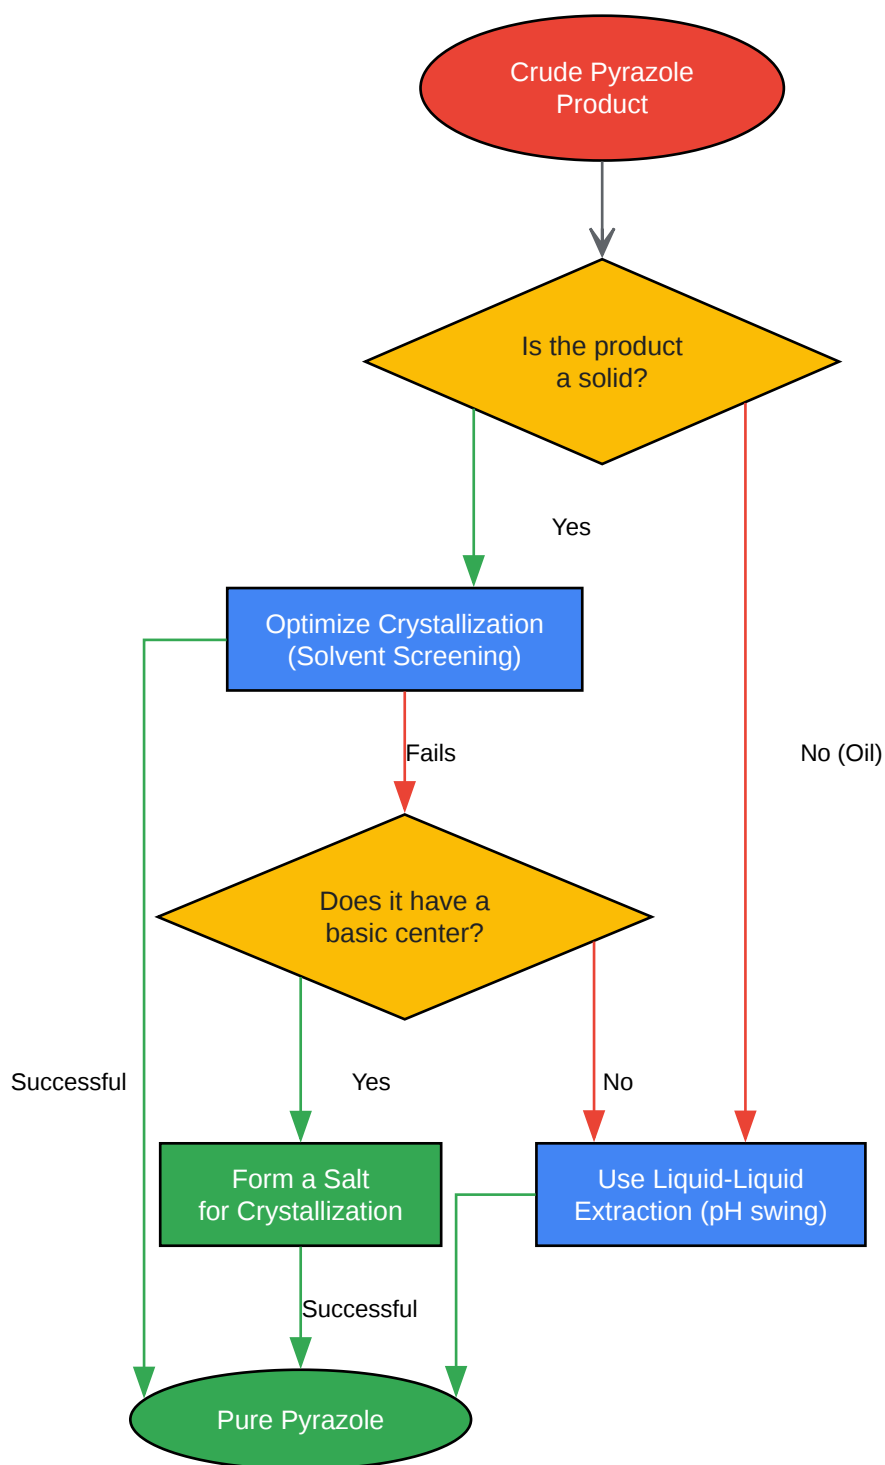 Crude Pyrazole
Product
Is the product
a solid?
Yes
Optimize Crystallization
(Solvent Screening)
Fails
No (Oil)
Does it have a
basic center?
Successful
Yes
No
Form a Salt
for Crystallization
Use Liquid-Liquid
Extraction (pH swing)
Successful
Pure Pyrazole